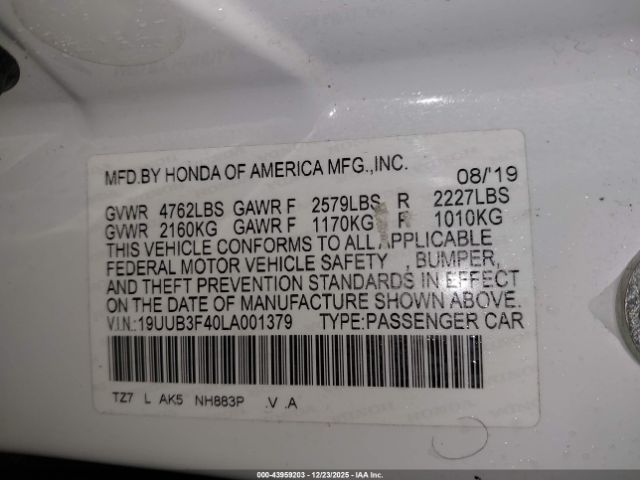 MFD.BY HONDA OF AMERICA MFG.,INC. 08/'19
GVWR 4762LBS GAWR F 2579LBS R 2227LBS
GVWR 2160KG GAWR F 1170KG R 1010KG
THIS VEHICLE CONFORMS TO ALL APPLICABLE
FEDERAL MOTOR VEHICLE SAFETY , BUMPER,
AND THEFT PREVENTION STANDARDS IN EFFECT
ON THE DATE OF MANUFACTURE SHOWN ABOVE.
V.I.N.:19UUB3F40LA001379 TYPE:PASSENGER CAR
TZ7 L AK5 NH883P .V .A
000-43959203 - 12/23/2025 - IAA